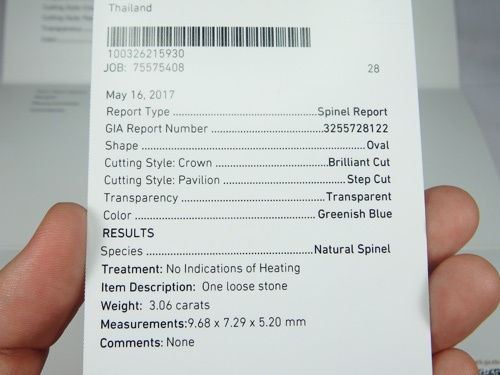 Thailand
100326215930
JOB: 75575408
28
May 16, 2017
Report Type ........ Spinel Report
GIA Report Number ........ 3255728122
Shape ........ Oval
Cutting Style: Crown ........ Brilliant Cut
Cutting Style: Pavilion ........ Step Cut
Transparency ........ Transparent
Color ........ Greenish Blue
RESULTS
Species ........ Natural Spinel
Treatment: No Indications of Heating
Item Description: One loose stone
Weight: 3.06 carats
Measurements:9.68 x 7.29 x 5.20 mm
Comments: None